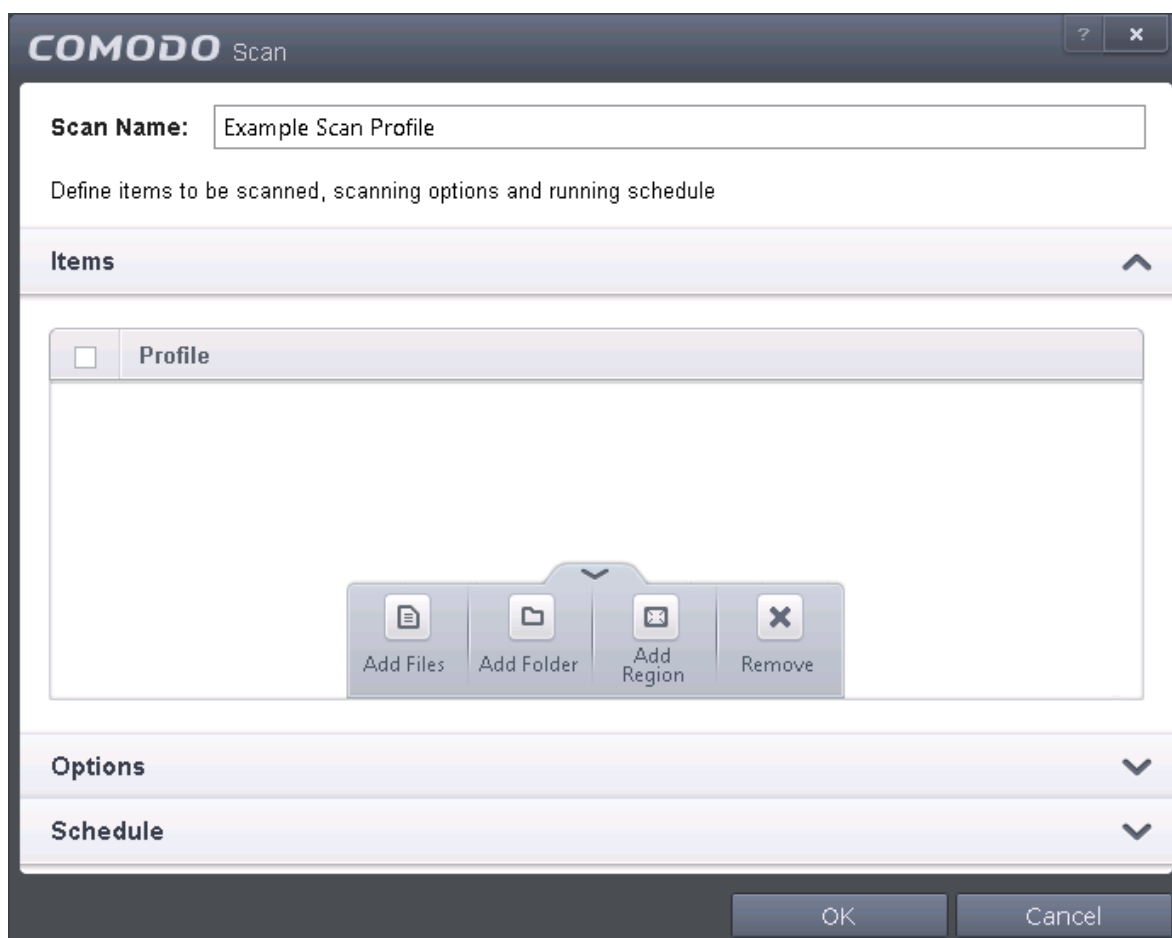 COMODO Scan
?
Scan Name: Example Scan Profile
Define items to be scanned, scanning options and running schedule
Items
Profile
Add Files
Add Folder
Add
Region
Remove
Options
Schedule
OK
Cancel